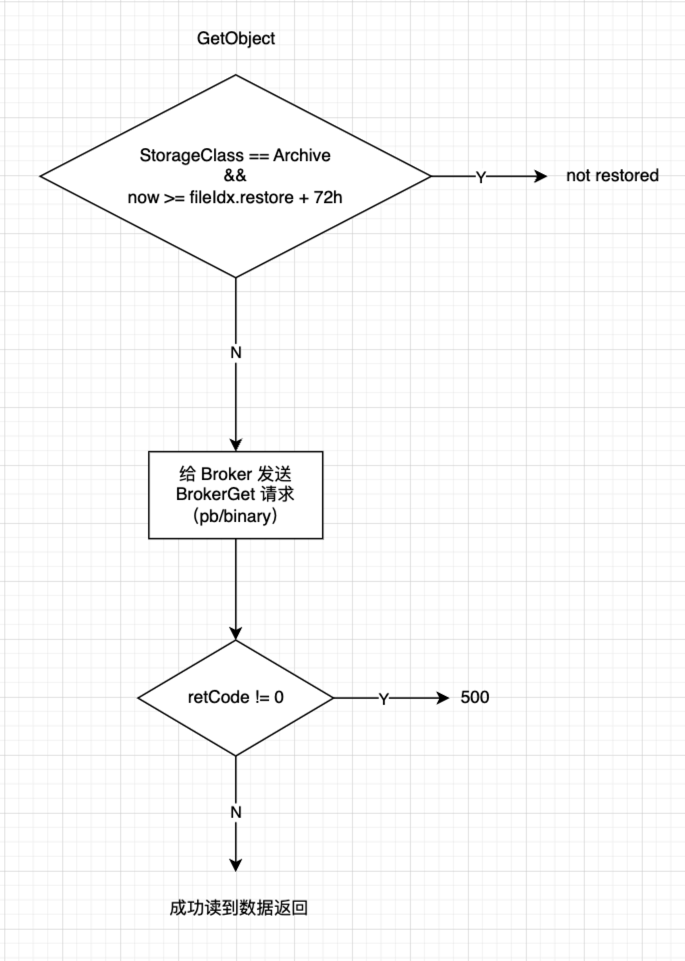 GetObject
StorageClass == Archive
&&
now >= fileIdx.restore + 72h
Y
not restored
N
给 Broker 发送
BrokerGet 请求
（pb/binary）
retCode != 0
Y
500
N
成功读到数据返回